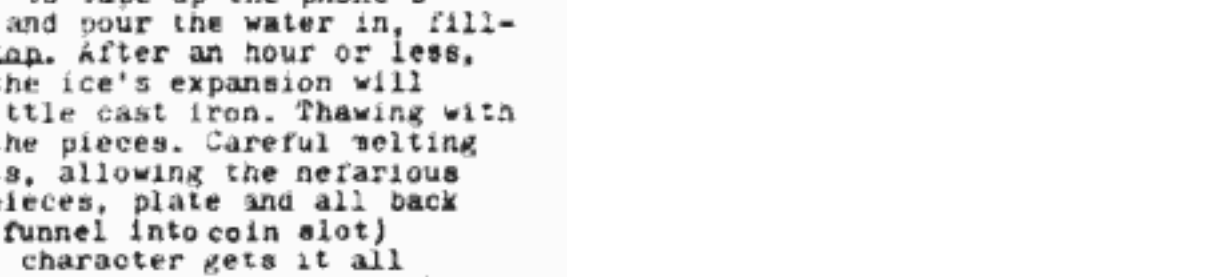 and pour the water in, fill-
After an hour or less,
he ice's expansion will
ttle cast iron. Thawing with
he pieces. Careful melting
s, allowing the nefarious
ieces, plate and all back
funnel into coin slot)
character gets it all